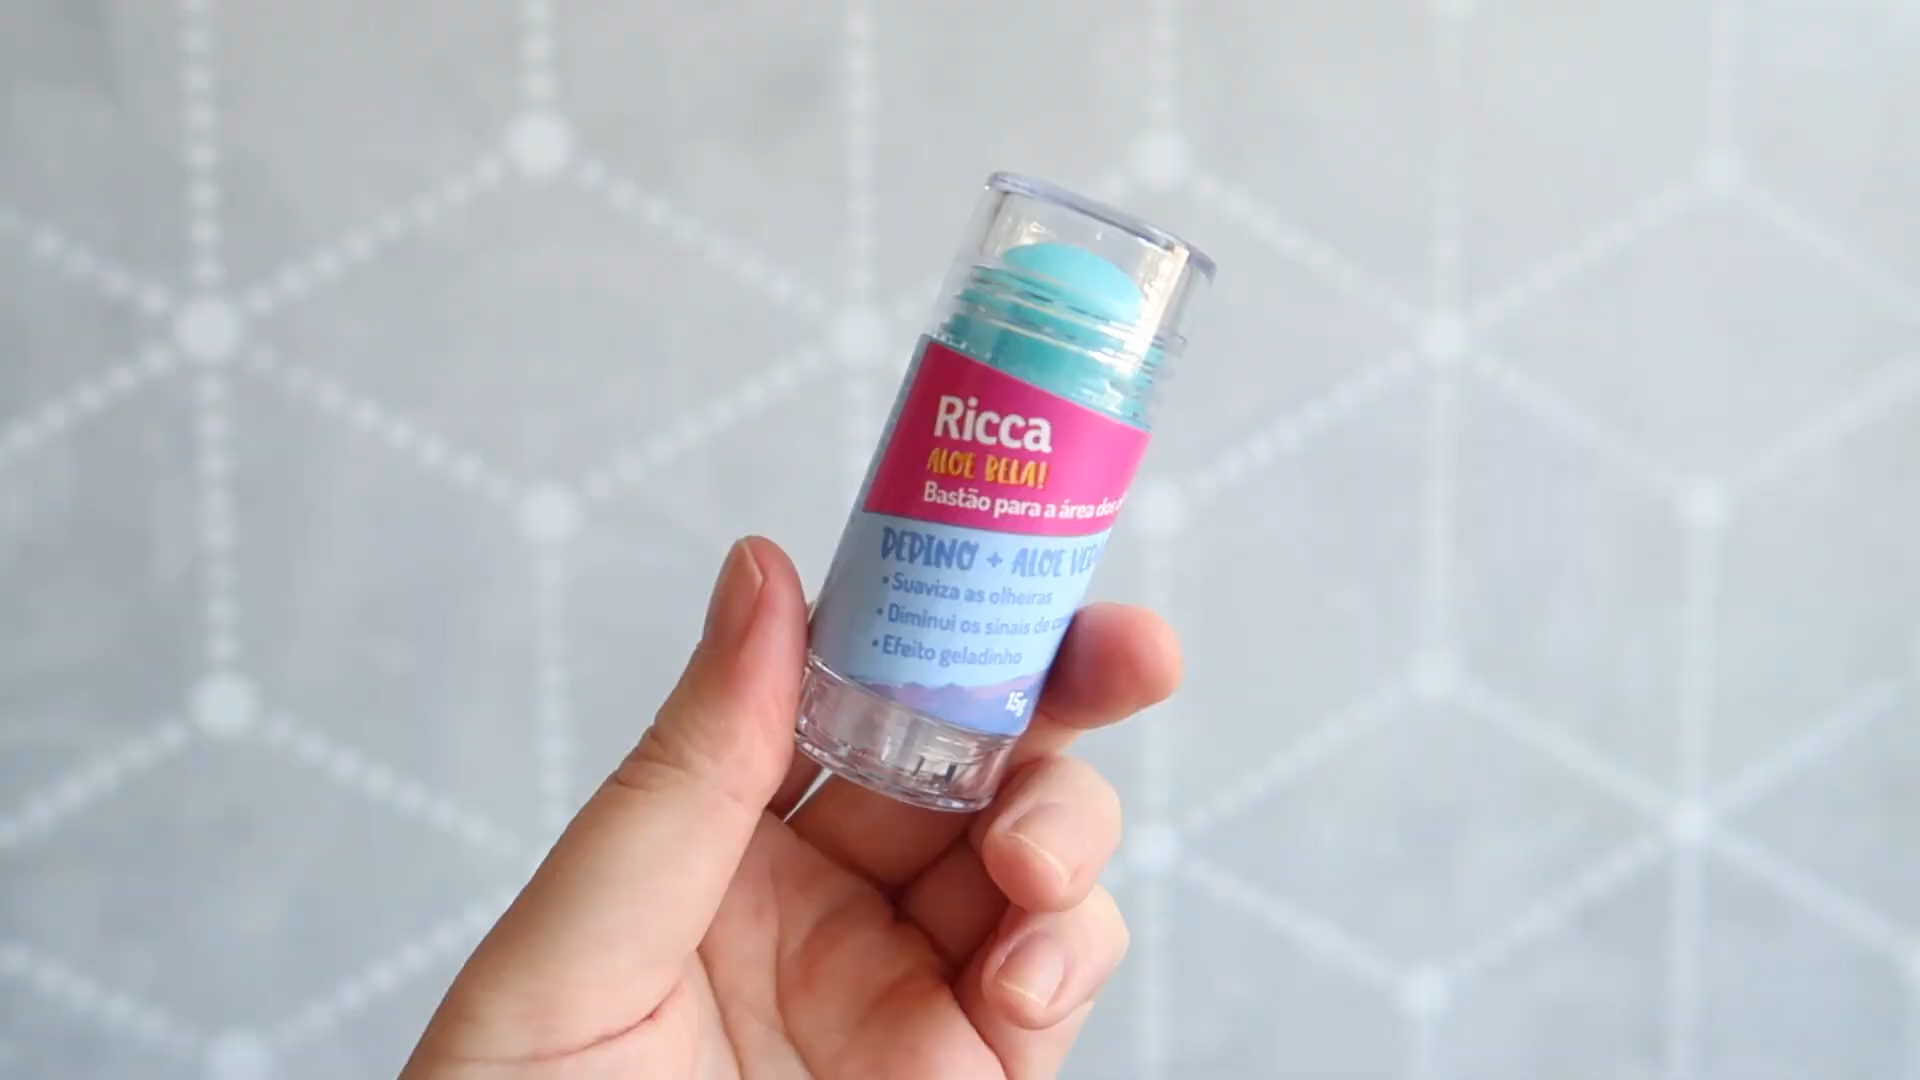 Ricca
ALOE BELA!
Bastão para a área dos
PEPINO + ALOE
• Suaviza as olheiras
• Diminui os sinais de
• Efeito geladinho
15g